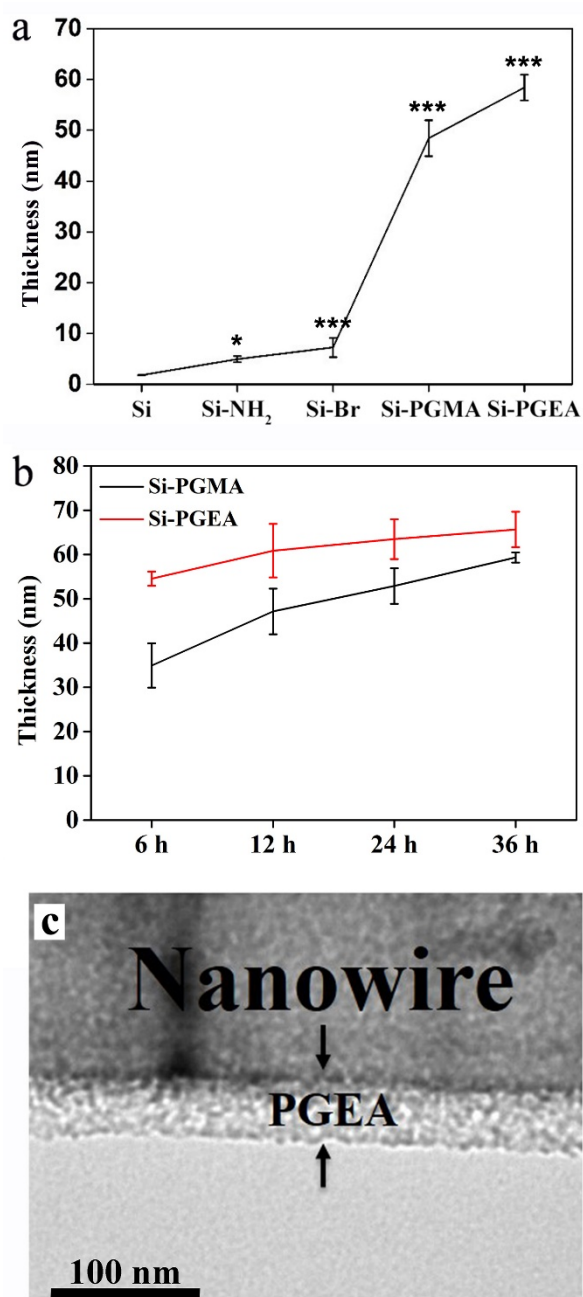 a
70
60
50
40
30
20
10
0
Thickness (nm)
*
***
***
***
Si
Si-NH₂
Si-Br
Si-PGMA
Si-PGEA
b
80
70
60
50
40
30
20
10
0
Thickness (nm)
Si-PGMA
Si-PGEA
6 h
12 h
24 h
36 h
c
Nanowire
PGEA
100 nm